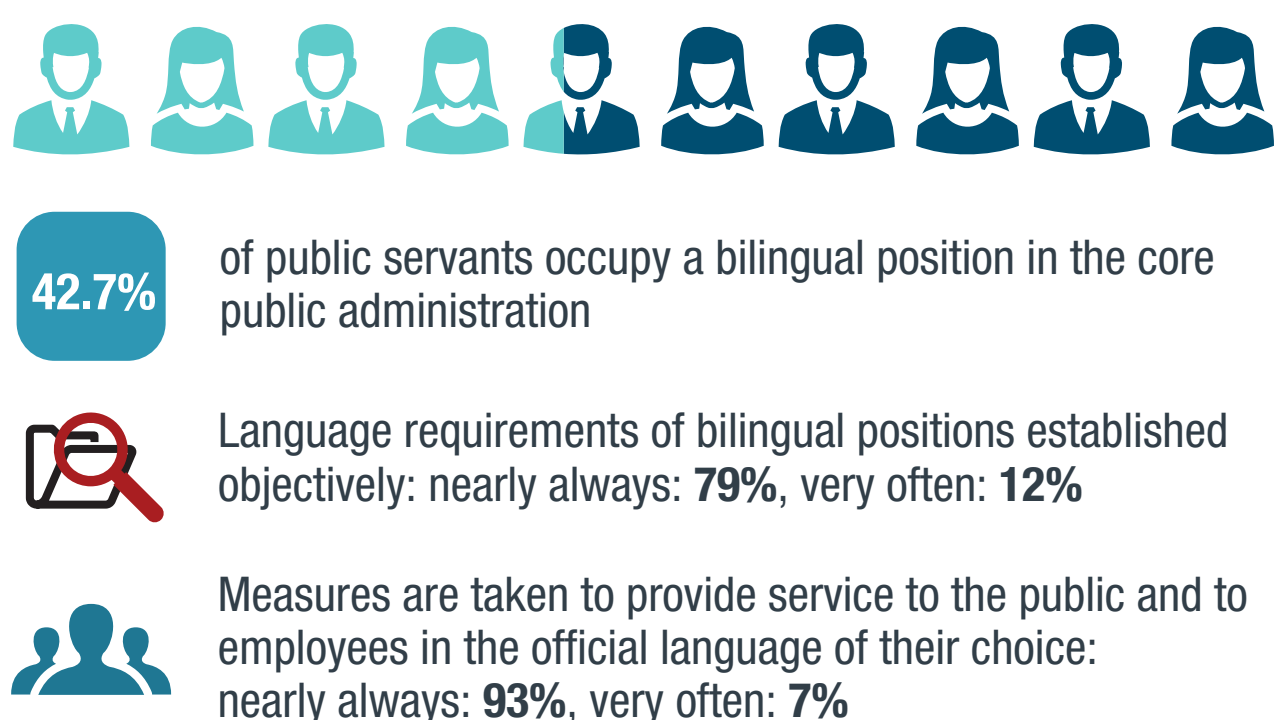 42.7%
of public servants occupy a bilingual position in the core
public administration
Language requirements of bilingual positions established
objectively: nearly always: 79%, very often: 12%
Measures are taken to provide service to the public and to
employees in the official language of their choice:
nearly always: 93%, very often: 7%